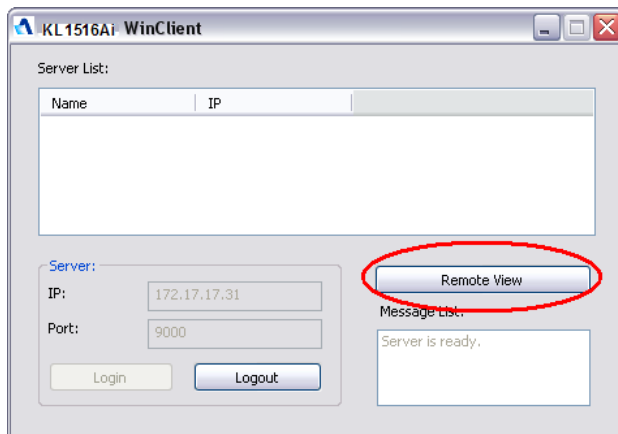 KL1516Ai WinClient
Server List:
Name IP
Server:
IP: 172.17.17.31
Port: 9000
Login Logout
Remote View
Message List:
Server is ready.